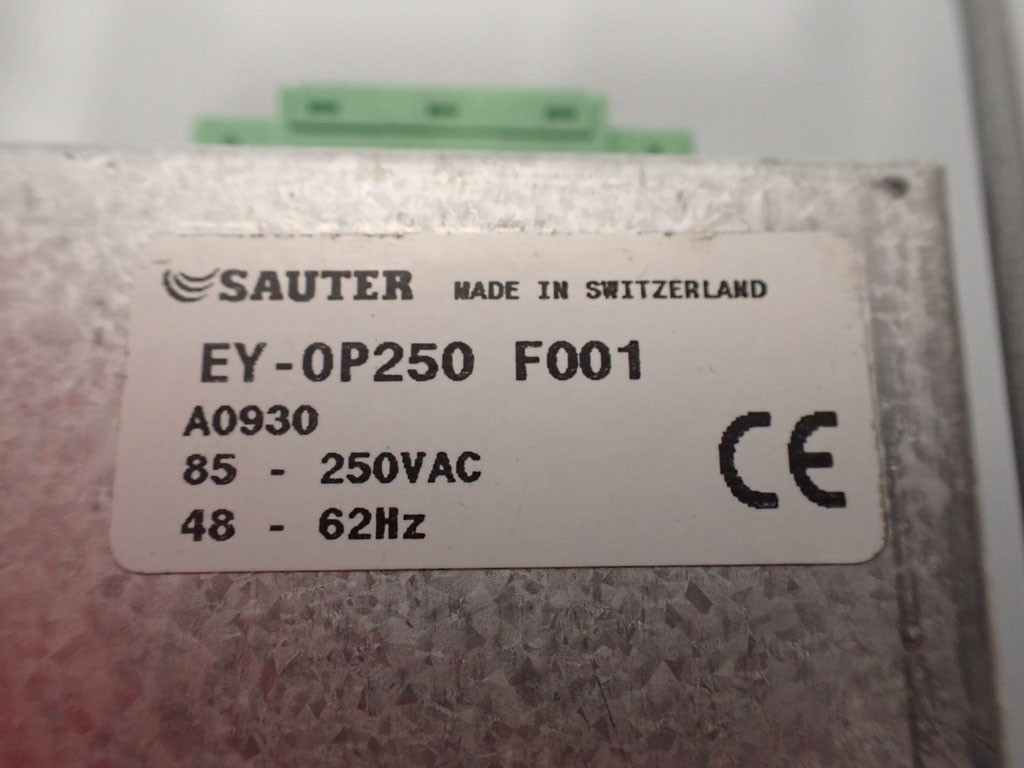 SAUTER MADE IN SWITZERLAND
EY-OP250 F001
A0930
85 - 250VAC
48 - 62Hz
CE